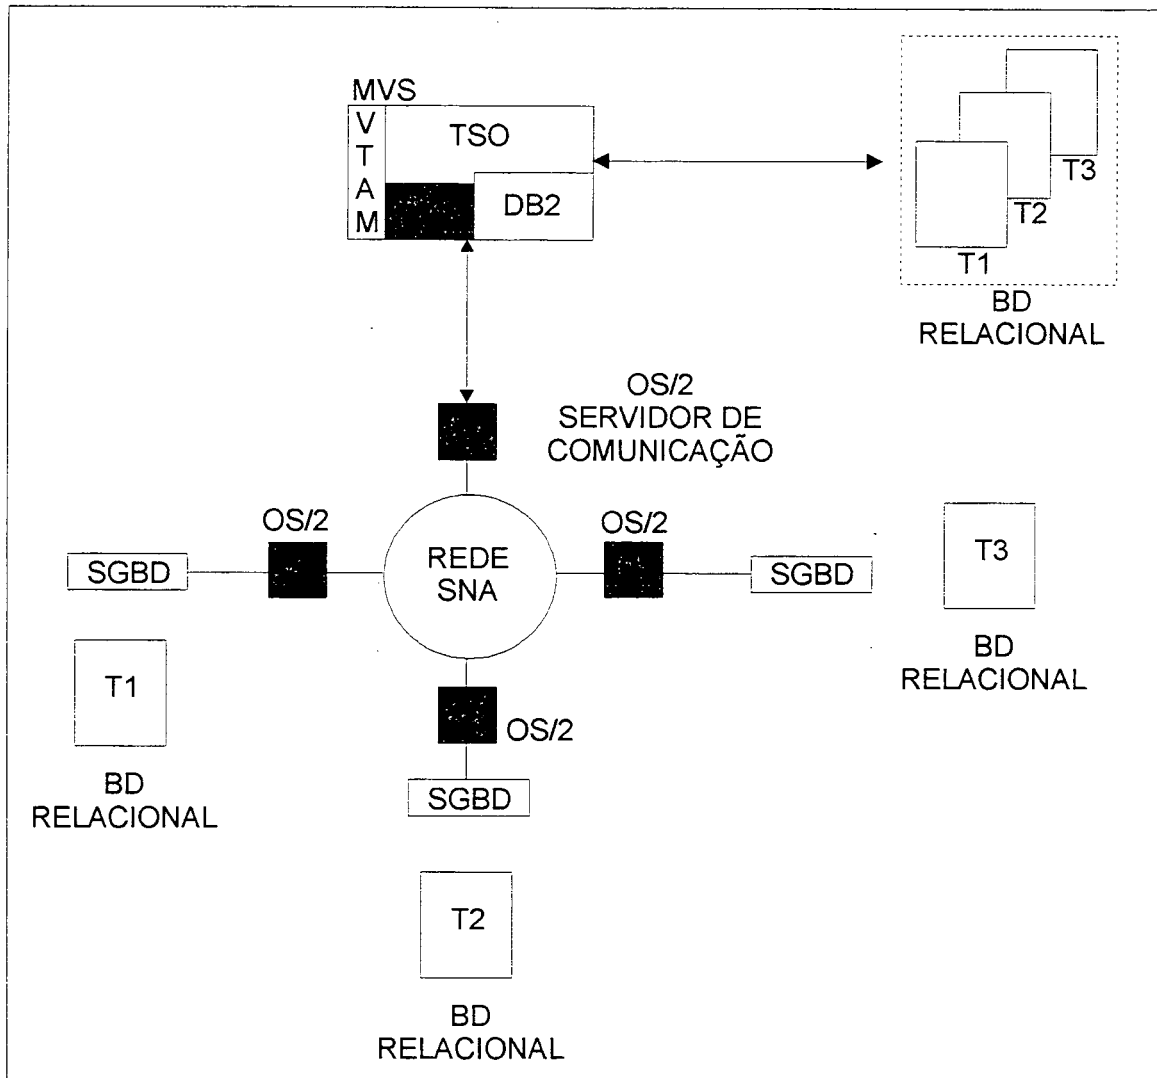 MVS
VTAM
TSO
DB2
T3
T2
T1
BD
RELACIONAL
OS/2
SERVIDOR DE
COMUNICAÇÃO
OS/2
OS/2
SGBD
REDE
SNA
SGBD
T3
BD
RELACIONAL
T1
BD
RELACIONAL
OS/2
SGBD
T2
BD
RELACIONAL